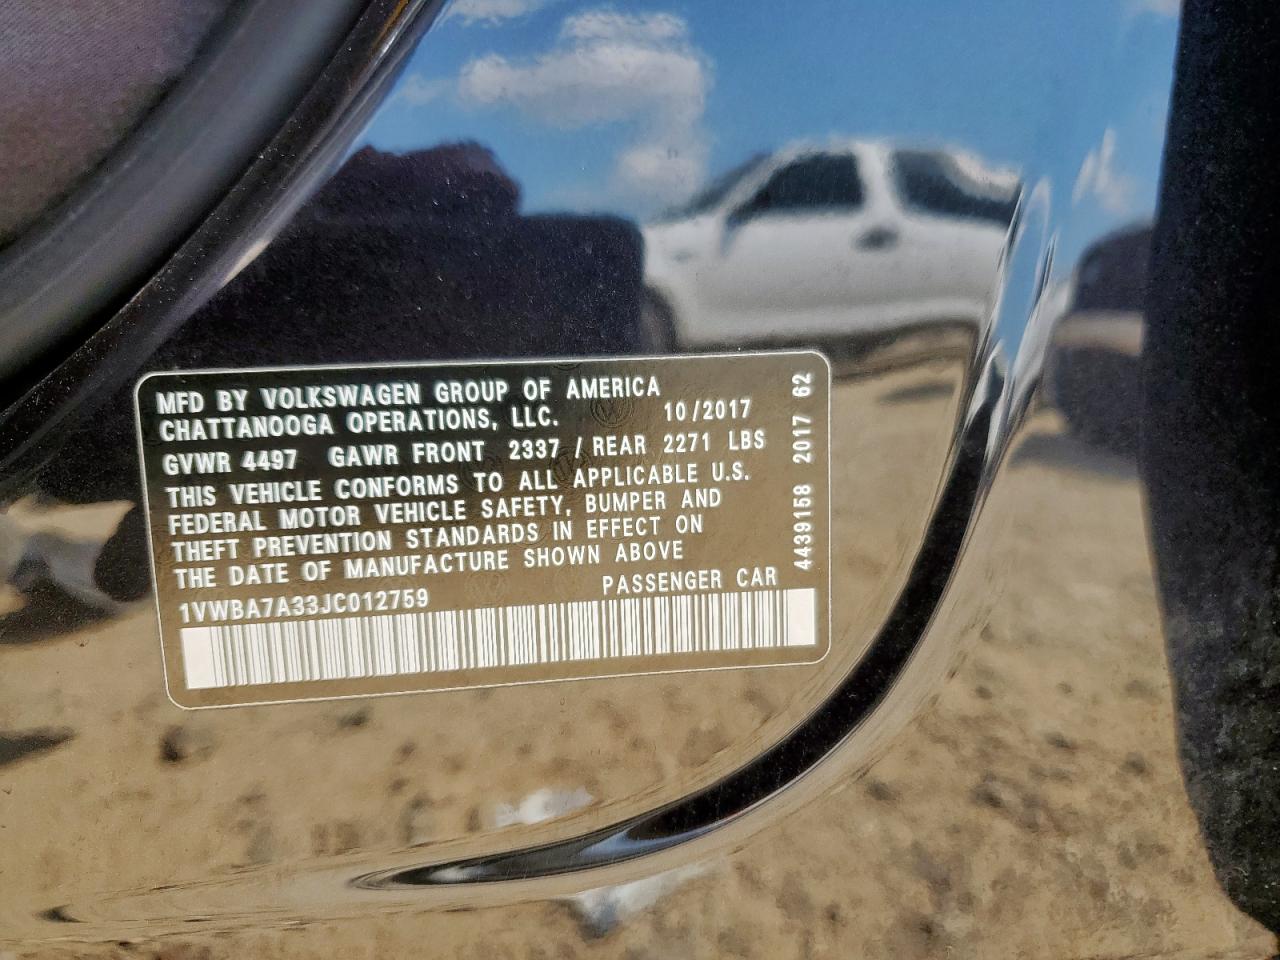 MFD BY VOLKSWAGEN GROUP OF AMERICA
CHATTANOOGA OPERATIONS, LLC. 10/2017
GVWR 4497 GAWR FRONT 2337 / REAR 2271 LBS
THIS VEHICLE CONFORMS TO ALL APPLICABLE U.S.
FEDERAL MOTOR VEHICLE SAFETY, BUMPER AND
THEFT PREVENTION STANDARDS IN EFFECT ON
THE DATE OF MANUFACTURE SHOWN ABOVE
PASSENGER CAR
1VWBA7A33JC012759
4439158 2017 62